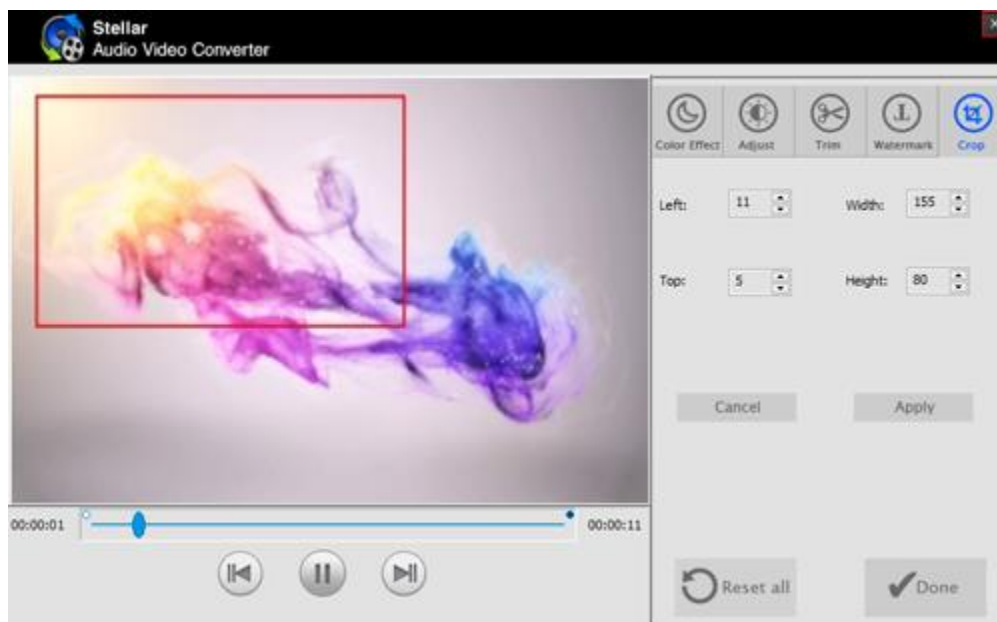 Stellar
Audio Video Converter
Color Effect
Adjust
Trim
Watermark
Crop
Left:
11
Width:
155
Top:
5
Height:
80
Cancel
Apply
00:00:01
00:00:11
Reset all
Done